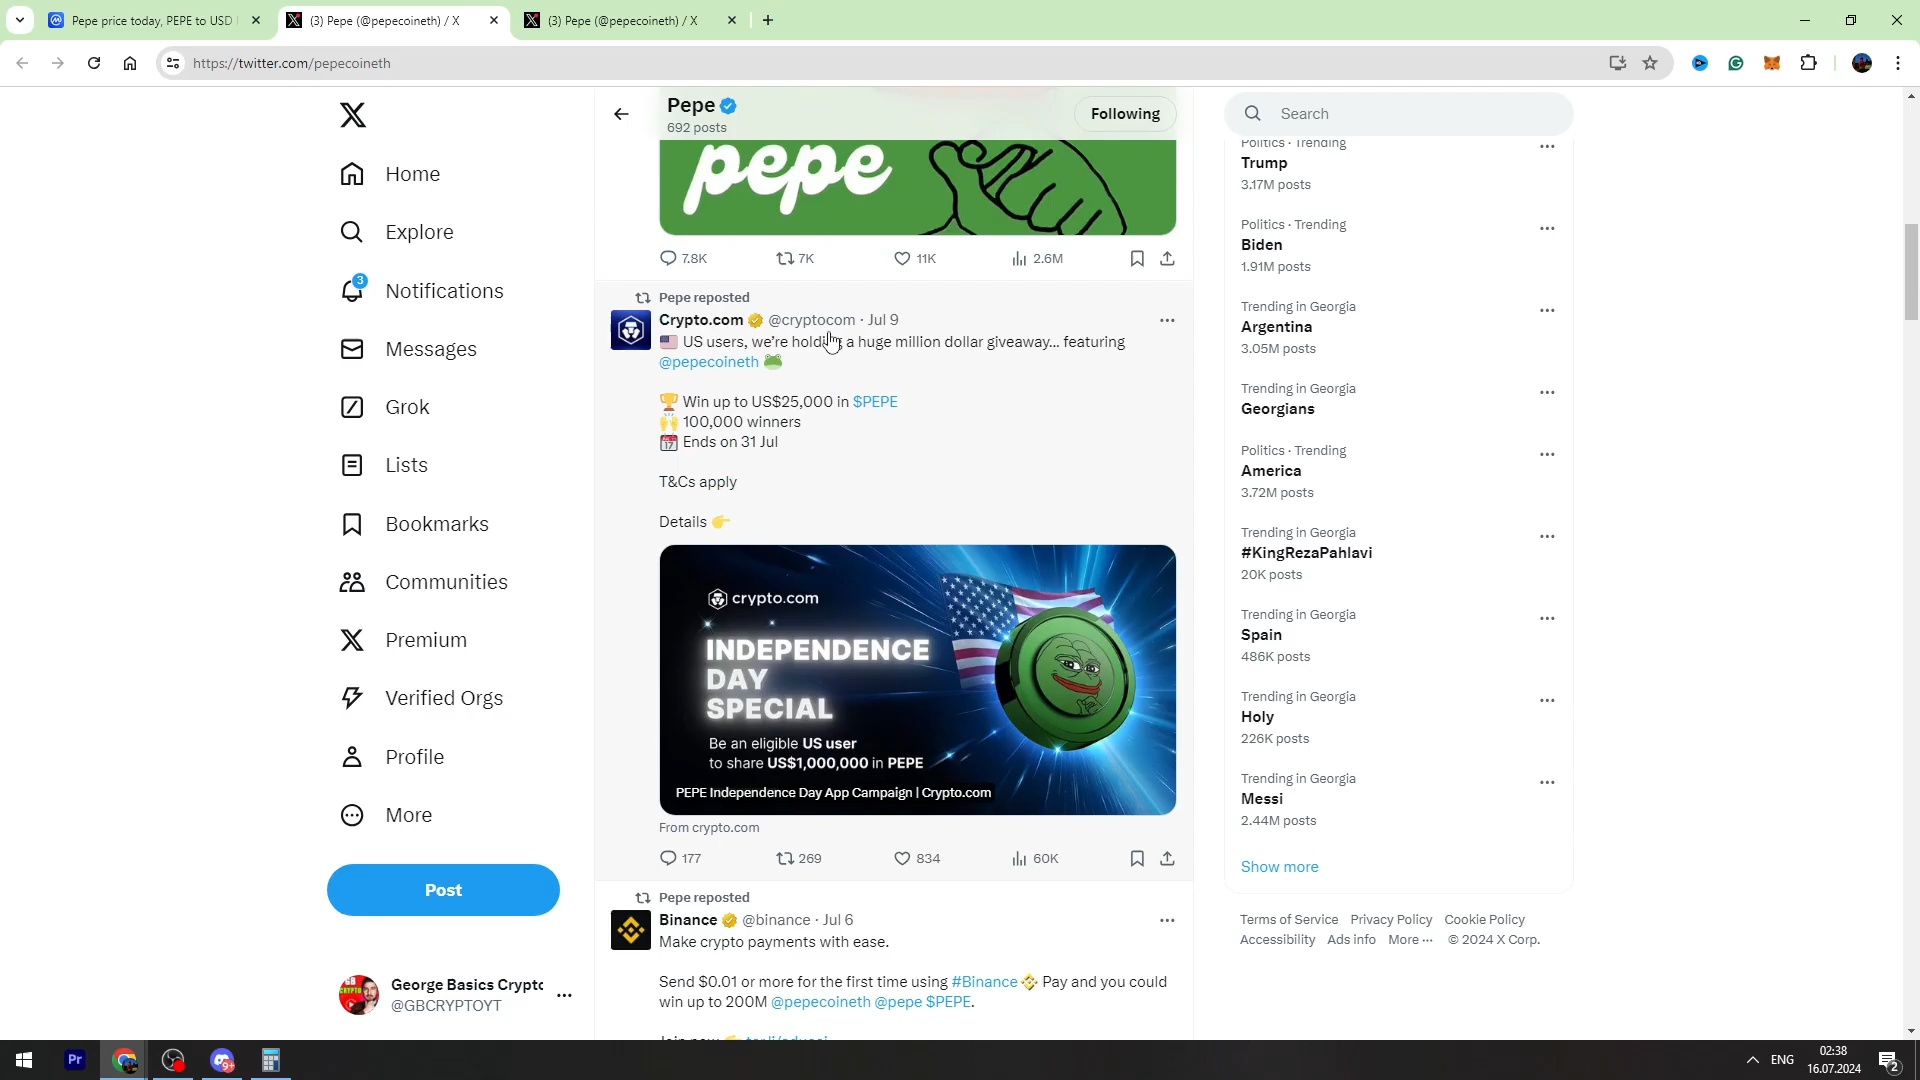 Pepe price today, PEPE to USD
(3) Pepe (@pepecoineth) / X
(3) Pepe (@pepecoineth) / X
https://twitter.com/pepecoineth
Home
Explore
3
Notifications
Messages
Grok
Lists
Bookmarks
Communities
Premium
Verified Orgs
Profile
More
Post
George Basics Crypto
@GBCRYPTOYT
Pepe
692 posts
Following
pepe
7.8K 7K 11K 2.6M
Pepe reposted
Crypto.com @cryptocom · Jul 9
US users, we’re holding a huge million dollar giveaway... featuring
@pepecoineth
Win up to US$25,000 in $PEPE
100,000 winners
Ends on 31 Jul
T&Cs apply
Details
crypto.com
INDEPENDENCE
DAY
SPECIAL
Be an eligible US user
to share US$1,000,000 in PEPE
PEPE Independence Day App Campaign | Crypto.com
From crypto.com
177 269 834 60K
Pepe reposted
Binance @binance · Jul 6
Make crypto payments with ease.
Send $0.01 or more for the first time using #Binance Pay and you could
win up to 200M @pepecoineth @pepe $PEPE.
Search
Politics · Trending
Trump
3.17M posts
Politics · Trending
Biden
1.91M posts
Trending in Georgia
Argentina
3.05M posts
Trending in Georgia
Georgians
Politics · Trending
America
3.72M posts
Trending in Georgia
#KingRezaPahlavi
20K posts
Trending in Georgia
Spain
486K posts
Trending in Georgia
Holy
226K posts
Trending in Georgia
Messi
2.44M posts
Show more
Terms of Service Privacy Policy Cookie Policy
Accessibility Ads info More ··· © 2024 X Corp.
Pr
9+
ENG
02:38
16.07.2024
2